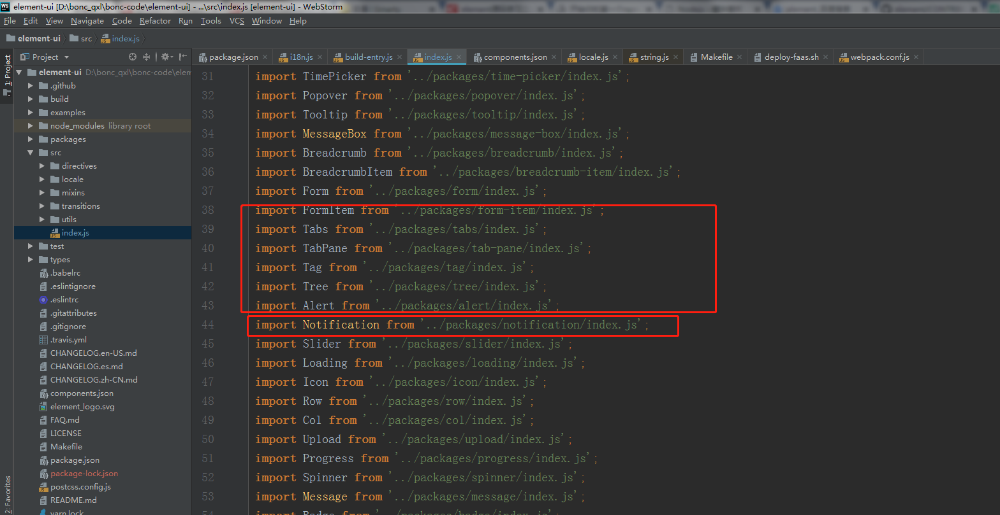 element-ui [D:\bonc_qxl\bonc-code\element-ui] - ...\src\index.js [element-ui] - WebStorm
File Edit View Navigate Code Refactor Run Tools VCS Window Help
element-ui src index.js
Project
package.json i18n.js build-entry.js index.js components.json locale.js string.js Makefile deploy-faas.sh webpack.conf.js
1: Project
2: Favorites
element-ui D:\bonc_qxl\bonc-code\elem
.github
build
examples
node_modules library root
packages
src
directives
locale
mixins
transitions
utils
index.js
test
types
.babelrc
.eslintignore
.eslintrc
.gitattributes
.gitignore
.travis.yml
CHANGELOG.en-US.md
CHANGELOG.es.md
CHANGELOG.zh-CN.md
components.json
element_logo.svg
FAQ.md
LICENSE
Makefile
package.json
package-lock.json
postcss.config.js
README.md
yarn.lock
31 import TimePicker from '../packages/time-picker/index.js';
32 import Popover from '../packages/popover/index.js';
33 import Tooltip from '../packages/tooltip/index.js';
34 import MessageBox from '../packages/message-box/index.js';
35 import Breadcrumb from '../packages/breadcrumb/index.js';
36 import BreadcrumbItem from '../packages/breadcrumb-item/index.js';
37 import Form from '../packages/form/index.js';
38 import FormItem from '../packages/form-item/index.js';
39 import Tabs from '../packages/tabs/index.js';
40 import TabPane from '../packages/tab-pane/index.js';
41 import Tag from '../packages/tag/index.js';
42 import Tree from '../packages/tree/index.js';
43 import Alert from '../packages/alert/index.js';
44 import Notification from '../packages/notification/index.js';
45 import Slider from '../packages/slider/index.js';
46 import Loading from '../packages/loading/index.js';
47 import Icon from '../packages/icon/index.js';
48 import Row from '../packages/row/index.js';
49 import Col from '../packages/col/index.js';
50 import Upload from '../packages/upload/index.js';
51 import Progress from '../packages/progress/index.js';
52 import Spinner from '../packages/spinner/index.js';
53 import Message from '../packages/message/index.js';
54 import Badge from '../packages/badge/index.js';